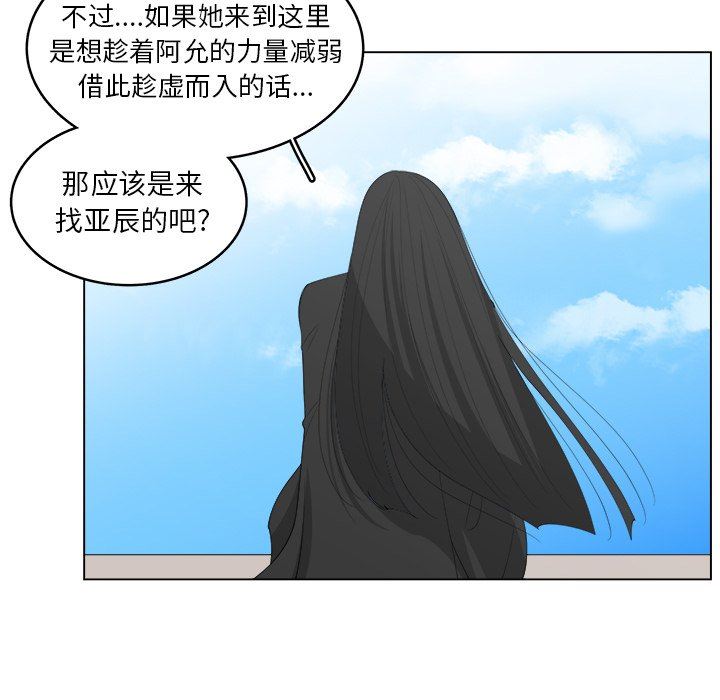 不过....如果她来到这里
是想趁着阿允的力量减弱
借此趁虚而入的话...
那应该是来
找亚辰的吧?